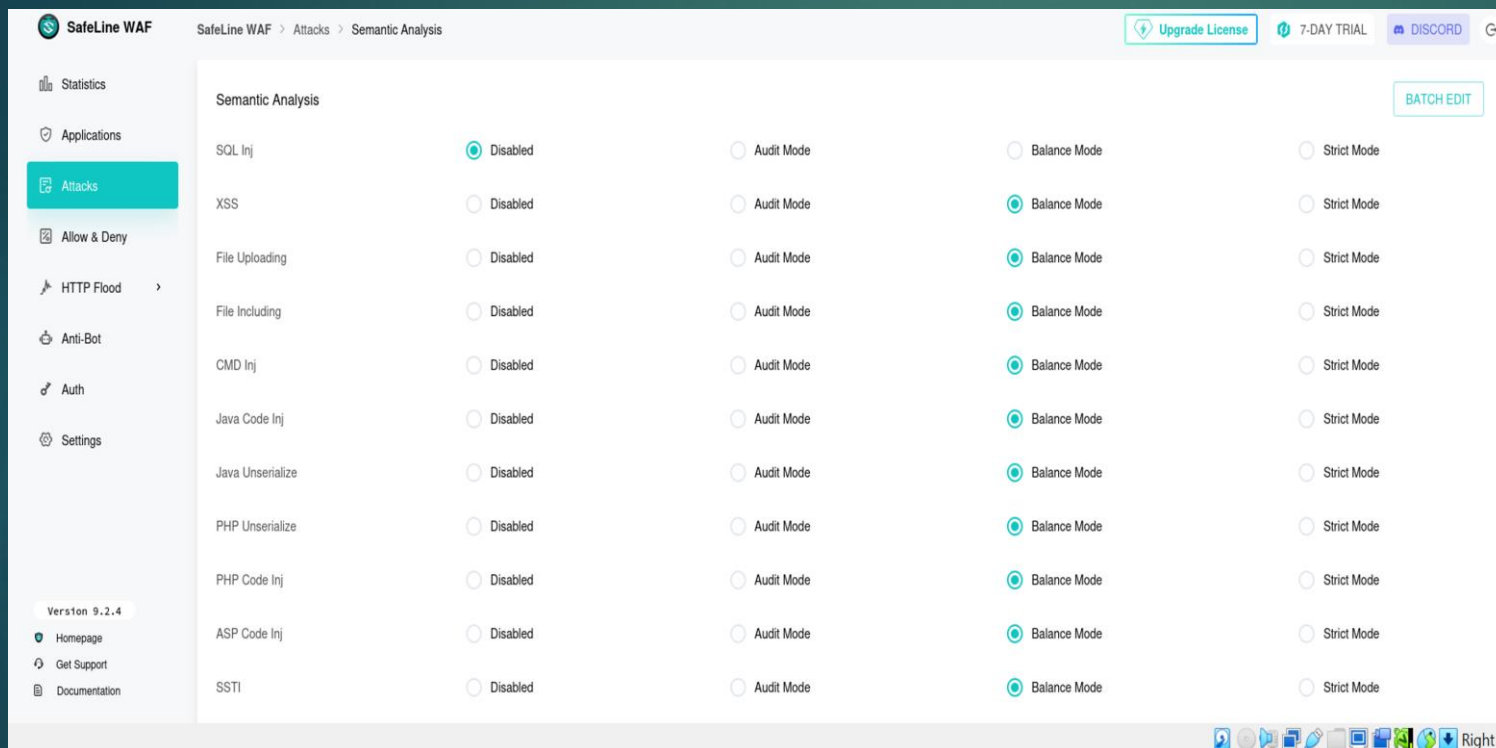 SafeLine WAF
SafeLine WAF > Attacks > Semantic Analysis
Upgrade License
7-DAY TRIAL
DISCORD
Statistics
Applications
Attacks
Allow & Deny
HTTP Flood >
Anti-Bot
Auth
Settings
Version 9.2.4
Homepage
Get Support
Documentation
Semantic Analysis
BATCH EDIT
SQL Inj Disabled Audit Mode Balance Mode Strict Mode
XSS Disabled Audit Mode Balance Mode Strict Mode
File Uploading Disabled Audit Mode Balance Mode Strict Mode
File Including Disabled Audit Mode Balance Mode Strict Mode
CMD Inj Disabled Audit Mode Balance Mode Strict Mode
Java Code Inj Disabled Audit Mode Balance Mode Strict Mode
Java Unserialize Disabled Audit Mode Balance Mode Strict Mode
PHP Unserialize Disabled Audit Mode Balance Mode Strict Mode
PHP Code Inj Disabled Audit Mode Balance Mode Strict Mode
ASP Code Inj Disabled Audit Mode Balance Mode Strict Mode
SSTI Disabled Audit Mode Balance Mode Strict Mode
Right